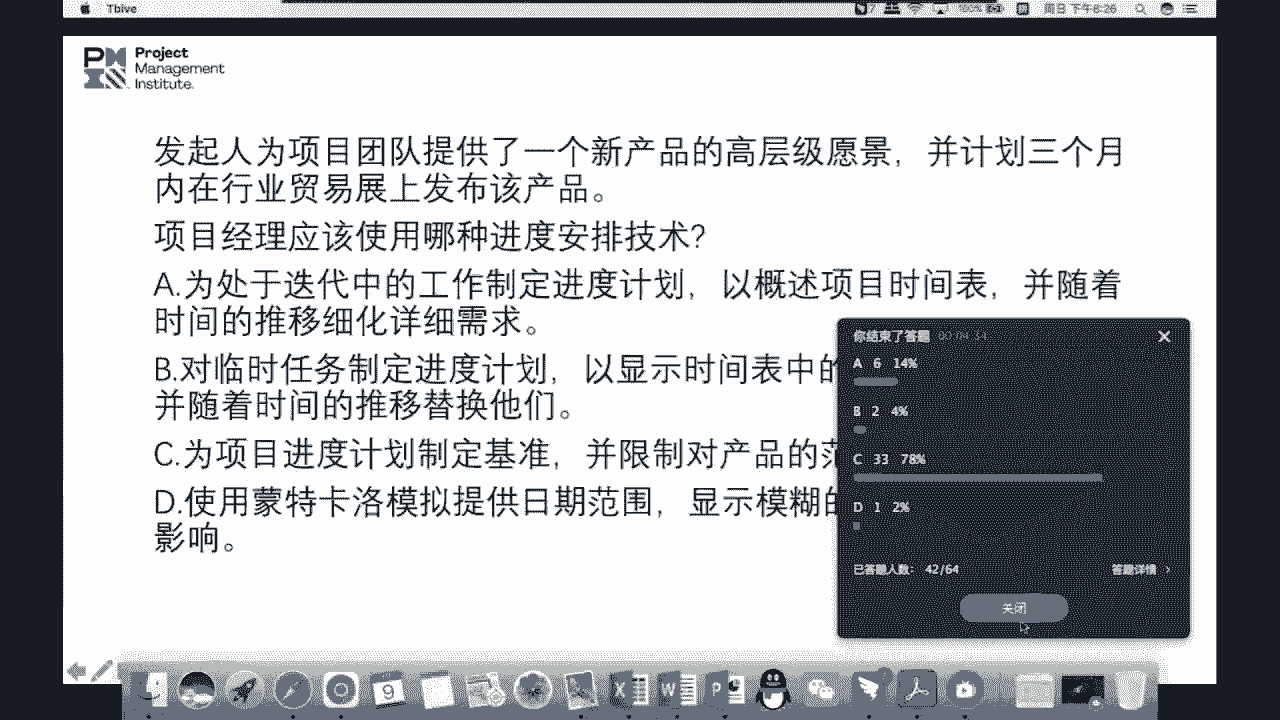 Tbive
7
100%
周日 下午6:26
Project
Management
Institute.
发起人为项目团队提供了一个新产品的高层级愿景，并计划三个月
内在行业贸易展上发布该产品。
项目经理应该使用哪种进度安排技术?
A.为处于迭代中的工作制定进度计划，以概述项目时间表，并随着
时间的推移细化详细需求。
B.对临时任务制定进度计划，以显示时间表中的
并随着时间的推移替换他们。
C.为项目进度计划制定基准，并限制对产品的范
D.使用蒙特卡洛模拟提供日期范围，显示模糊的
影响。
你结束了答题 00:04:34
A 6 14%
B 2 4%
C 33 78%
D 1 2%
已答题人数： 42/64
答题详情 >
关闭
9